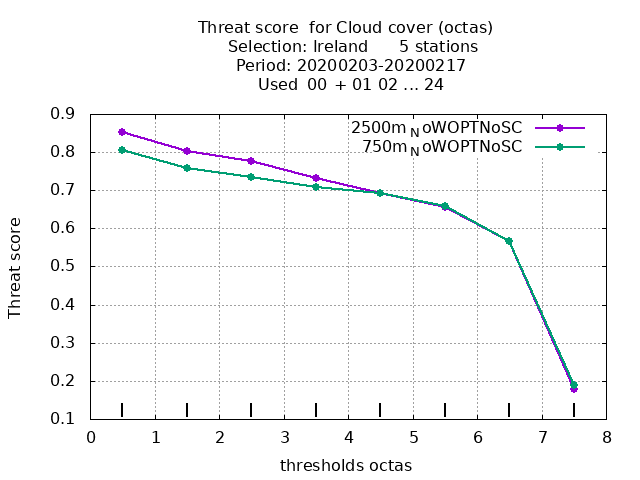 Threat score  for Cloud cover (octas)
Selection: Ireland      5 stations
Period: 20200203-20200217
Used  00  + 01 02 ... 24
2500m_NoWOPTNoSC
750m_NoWOPTNoSC
0.9
0.8
0.7
0.6
0.5
0.4
0.3
0.2
0.1
Threat score
0 1 2 3 4 5 6 7 8
thresholds octas